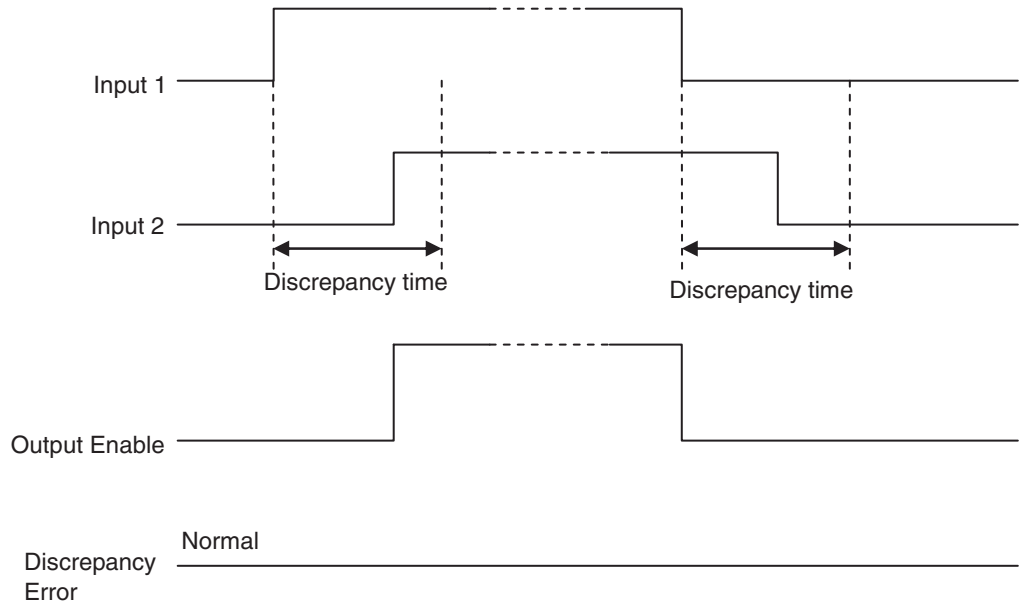 Input 1
Input 2
Discrepancy time
Discrepancy time
Output Enable
Normal
Discrepancy
Error